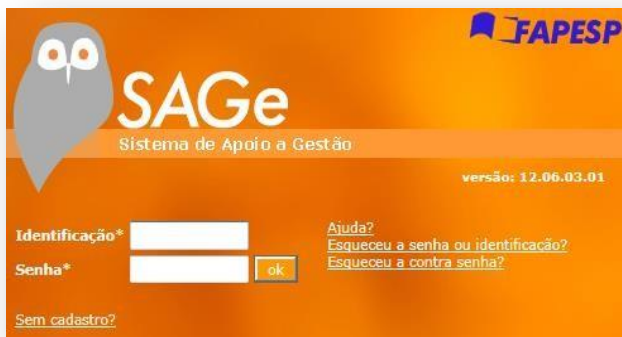 FAPESP
SAGe
Sistema de Apoio a Gestão
versão: 12.06.03.01
Identificação*
Ajuda?
Esqueceu a senha ou identificação?
Senha*
ok
Esqueceu a contra senha?
Sem cadastro?